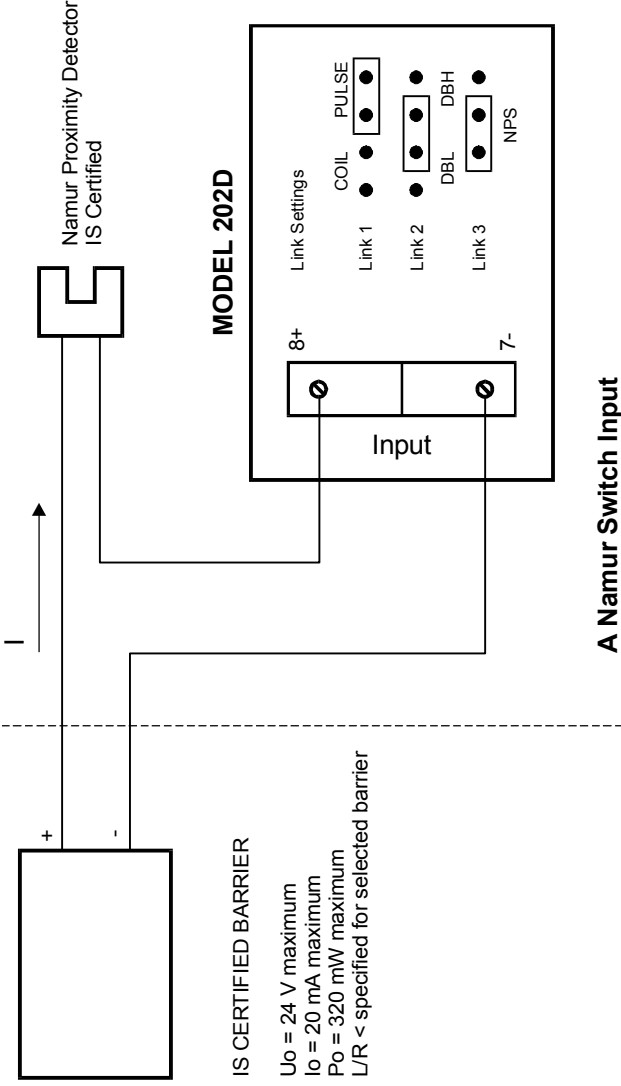 I
+
-
Namur Proximity Detector
IS Certified
MODEL 202D
8+
7-
Input
Link Settings
Link 1
COIL
PULSE
Link 2
DBL
DBH
Link 3
NPS
IS CERTIFIED BARRIER
Uo = 24 V maximum
Io = 20 mA maximum
Po = 320 mW maximum
L/R < specified for selected barrier
A Namur Switch Input